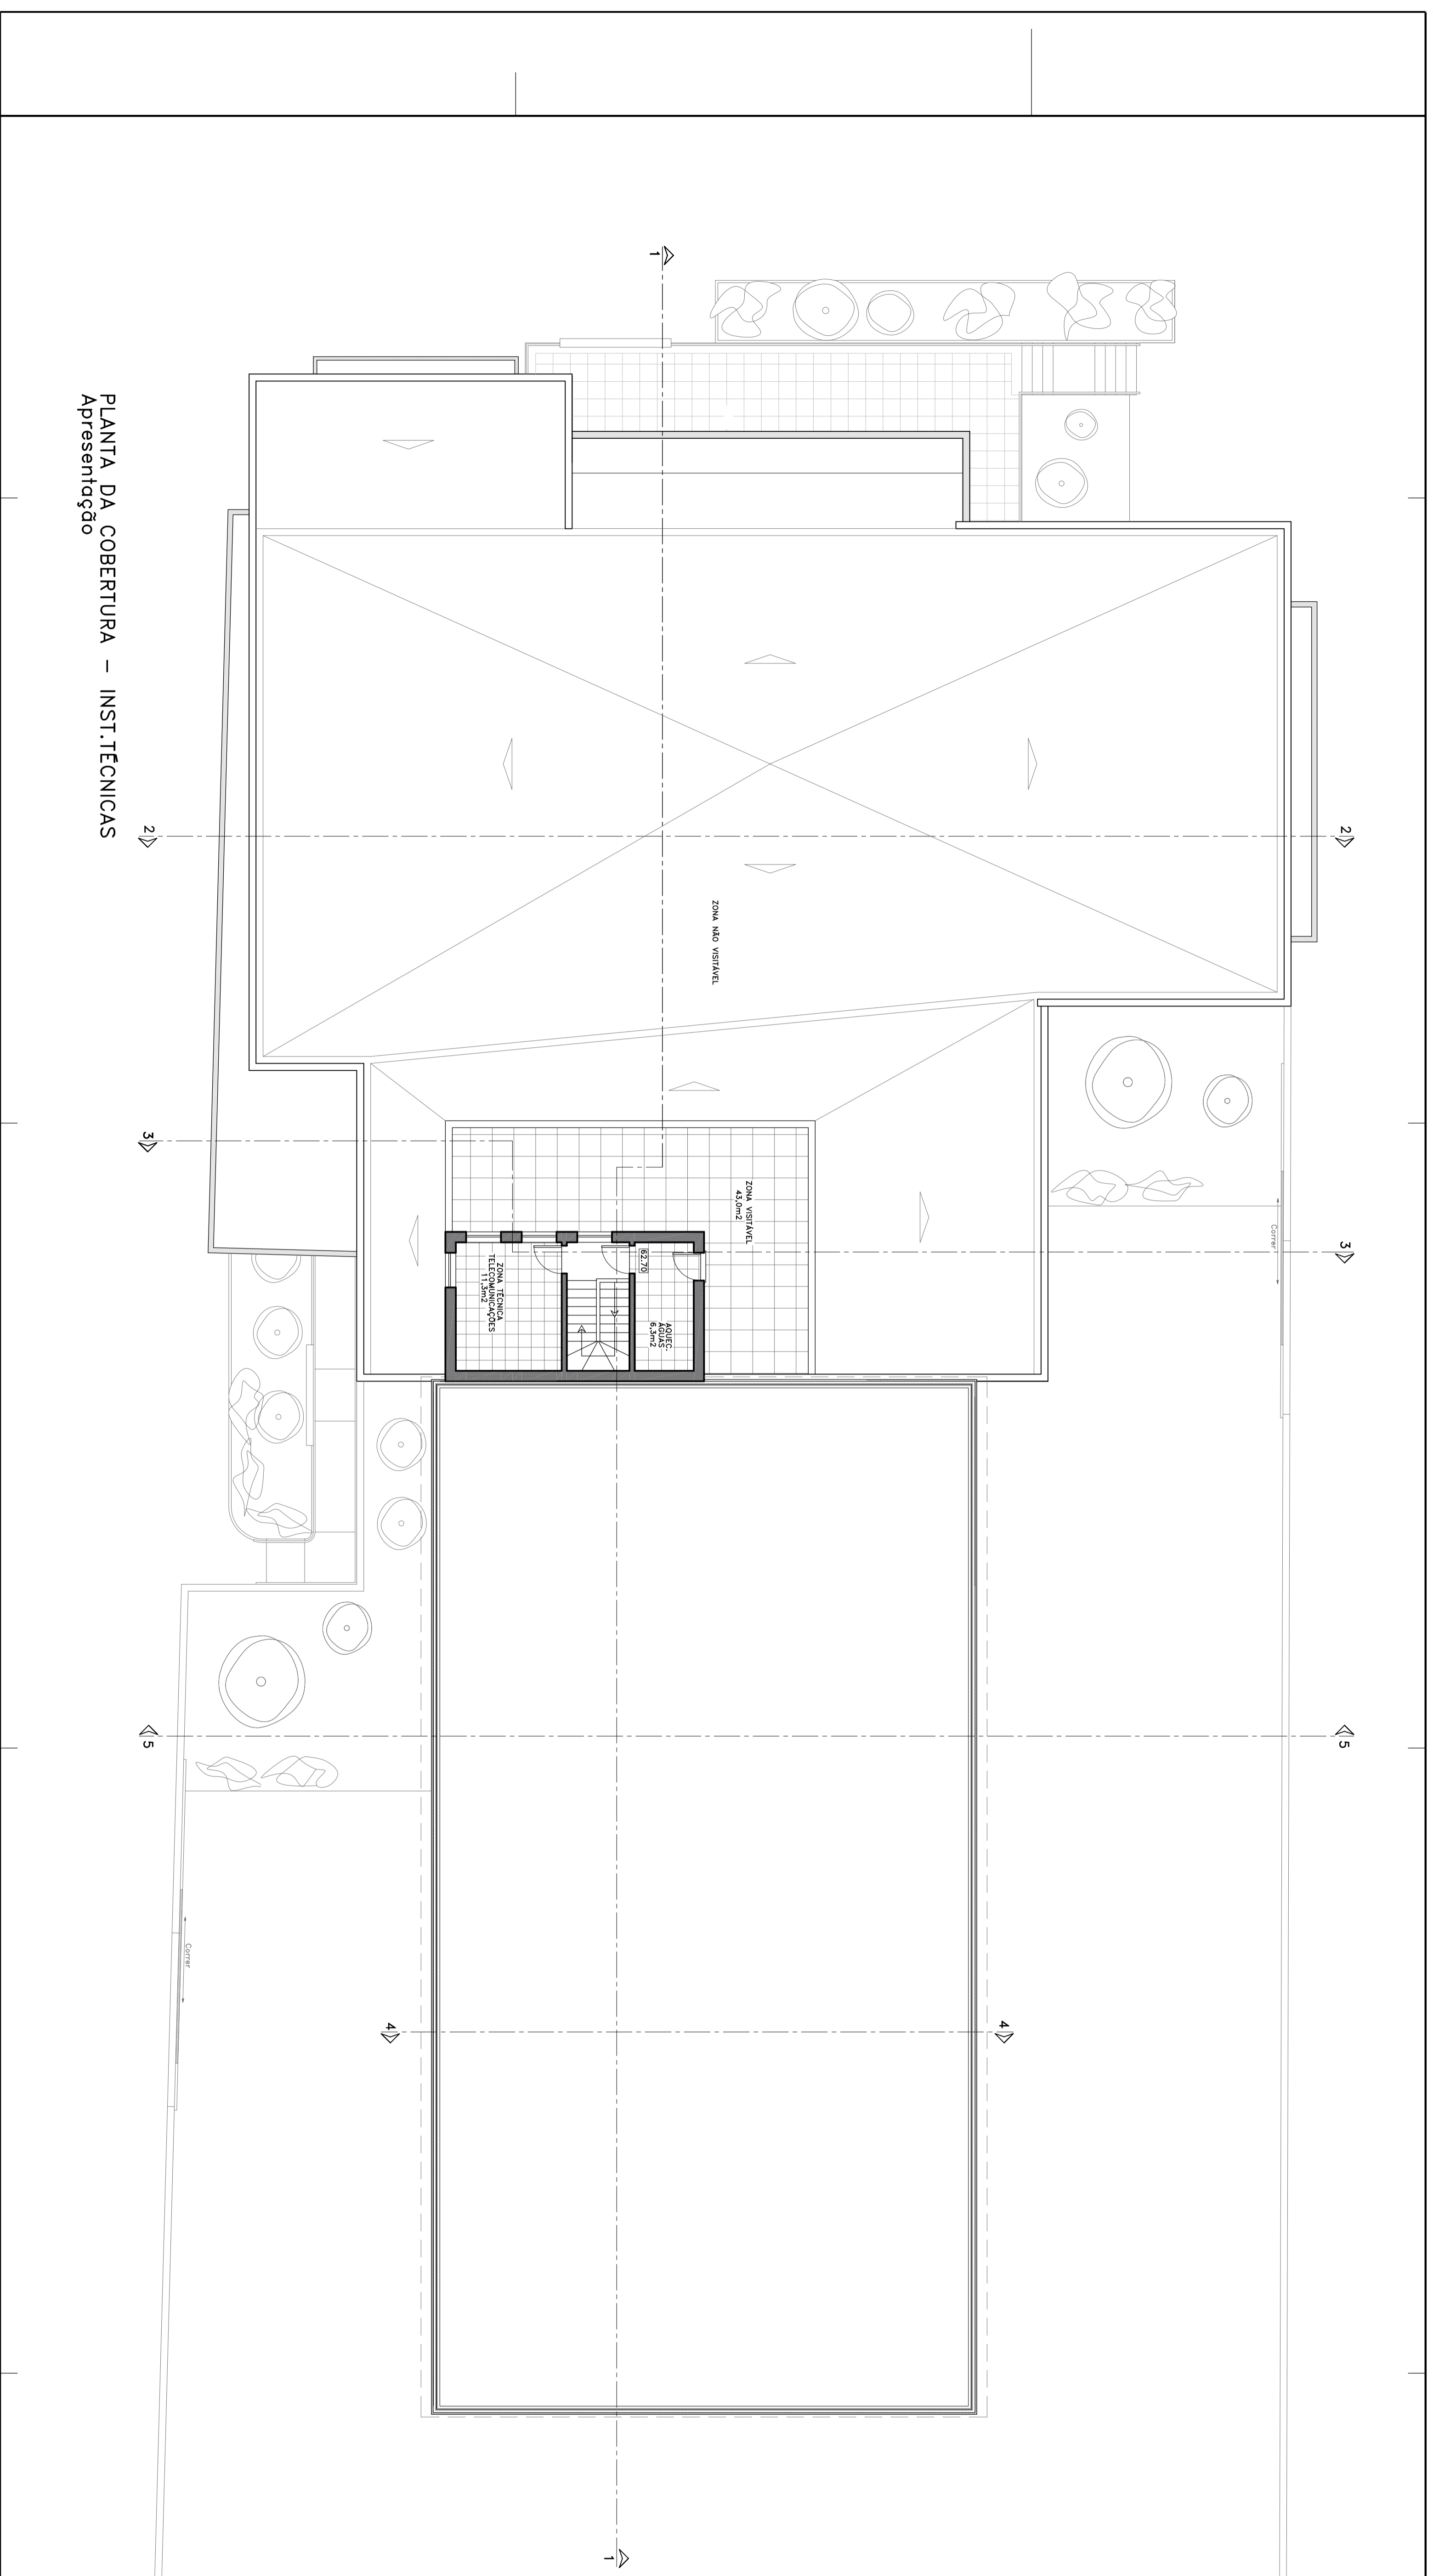 PLANTA DA COBERTURA – INST.TÉCNICAS
Apresentação
1
2
2
ZONA NÃO VISITÁVEL
3
3
ZONA VISITÁVEL
43,0m2
62.70
AQUEC.
ÁGUAS
6,3m2
ZONA TÉCNICA
TELECOMUNICAÇÕES
11,3m2
Correr
5
5
Correr
4
4
1